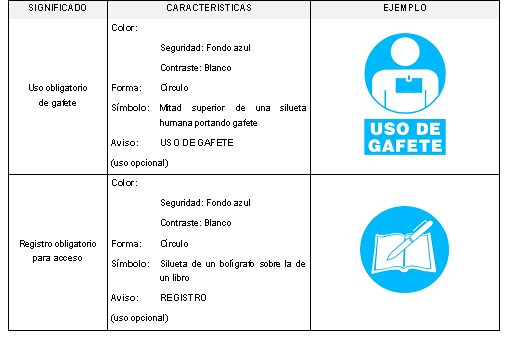 SIGNIFICADO CARACTERISTICAS EJEMPLO
Uso obligatorio
de gafete
Color:
Seguridad: Fondo azul
Contraste: Blanco
Forma: Círculo
Símbolo: Mitad superior de una silueta
humana portando gafete
Aviso: USO DE GAFETE
(uso opcional)
USO DE
GAFETE
Registro obligatorio
para acceso
Color:
Seguridad: Fondo azul
Contraste: Blanco
Forma: Círculo
Símbolo: Silueta de un bolígrafo sobre la de
un libro
Aviso: REGISTRO
(uso opcional)